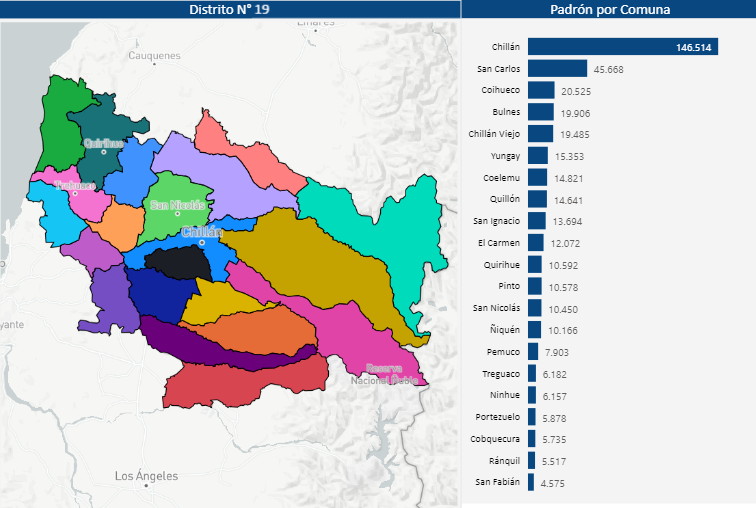 Distrito N° 19
Padrón por Comuna
Linares
Cauquenes
Quirihue
Trehuaco
San Nicolás
Chillán
yante
Reserva
Nacional Ñuble
Los Ángeles
Chillán 146.514
San Carlos 45.668
Coihueco 20.525
Bulnes 19.906
Chillán Viejo 19.485
Yungay 15.353
Coelemu 14.821
Quillón 14.641
San Ignacio 13.694
El Carmen 12.072
Quirihue 10.592
Pinto 10.578
San Nicolás 10.450
Ñiquén 10.166
Pemuco 7.903
Treguaco 6.182
Ninhue 6.157
Portezuelo 5.878
Cobquecura 5.735
Ránquil 5.517
San Fabián 4.575